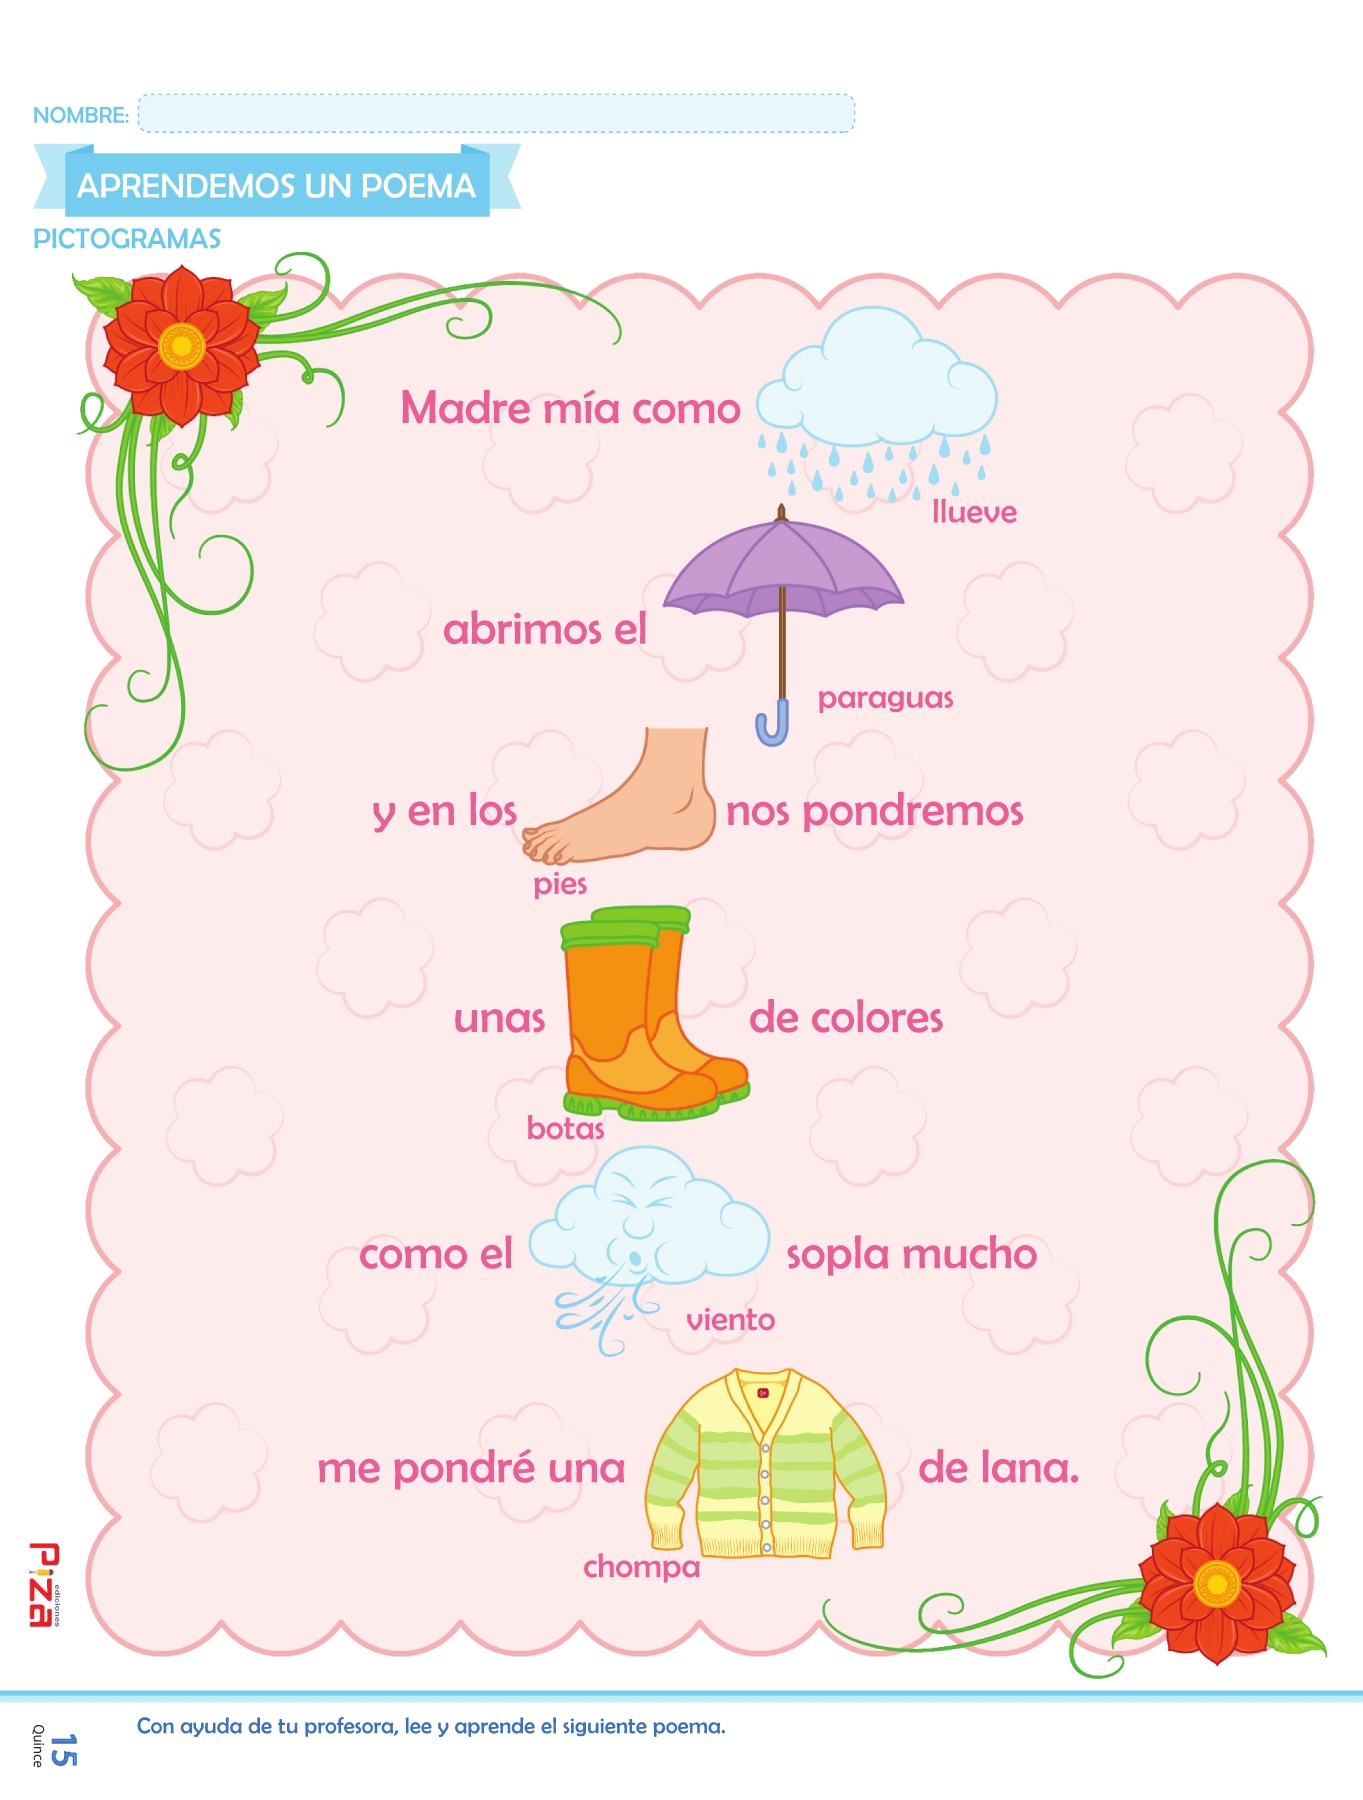 NOMBRE:
APRENDEMOS UN POEMA
PICTOGRAMAS
Madre mía como
llueve
abrimos el
paraguas
y en los nos pondremos
pies
unas de colores
botas
como el sopla mucho
viento
me pondré una de lana.
chompa
Piza
ediciones
Con ayuda de tu profesora, lee y aprende el siguiente poema.
15
Quince